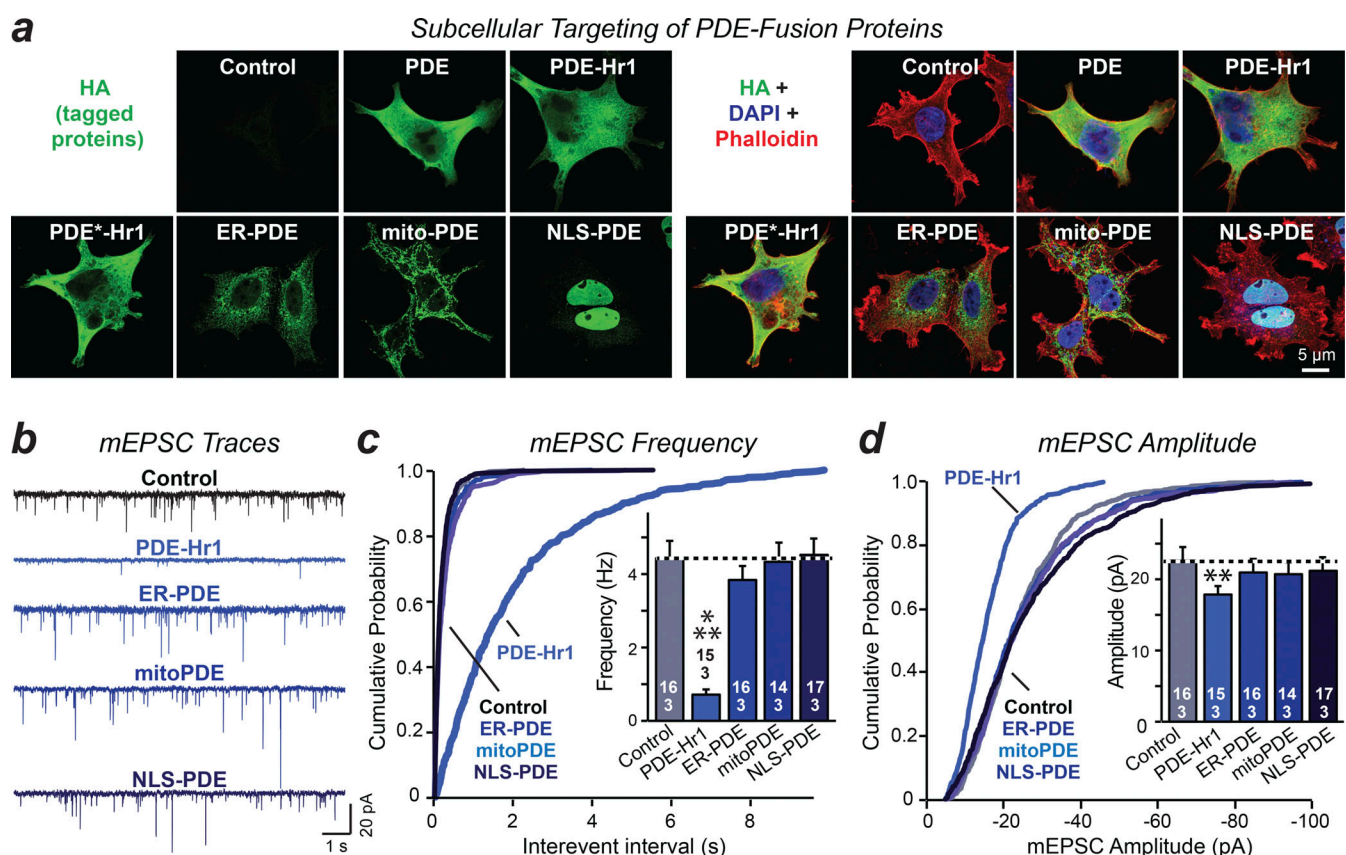 a
Subcellular Targeting of PDE-Fusion Proteins
HA
(tagged
proteins)
Control
PDE
PDE-Hr1
PDE*-Hr1
ER-PDE
mito-PDE
NLS-PDE
HA +
DAPI +
Phalloidin
Control
PDE
PDE-Hr1
PDE*-Hr1
ER-PDE
mito-PDE
NLS-PDE
5 µm
b
mEPSC Traces
Control
PDE-Hr1
ER-PDE
mitoPDE
NLS-PDE
20 pA
1 s
c
mEPSC Frequency
Cumulative Probability
1.0
0.8
0.6
0.4
0.2
0
0
2
4
6
8
Interevent interval (s)
PDE-Hr1
Control
ER-PDE
mitoPDE
NLS-PDE
Frequency (Hz)
4
2
0
***
16
3
15
3
16
3
14
3
17
3
Control
PDE-Hr1
ER-PDE
mitoPDE
NLS-PDE
d
mEPSC Amplitude
Cumulative Probability
1.0
0.8
0.6
0.4
0.2
0
0
-20
-40
-60
-80
-100
mEPSC Amplitude (pA)
PDE-Hr1
Control
ER-PDE
mitoPDE
NLS-PDE
Amplitude (pA)
20
10
0
**
16
3
15
3
16
3
14
3
17
3
Control
PDE-Hr1
ER-PDE
mitoPDE
NLS-PDE